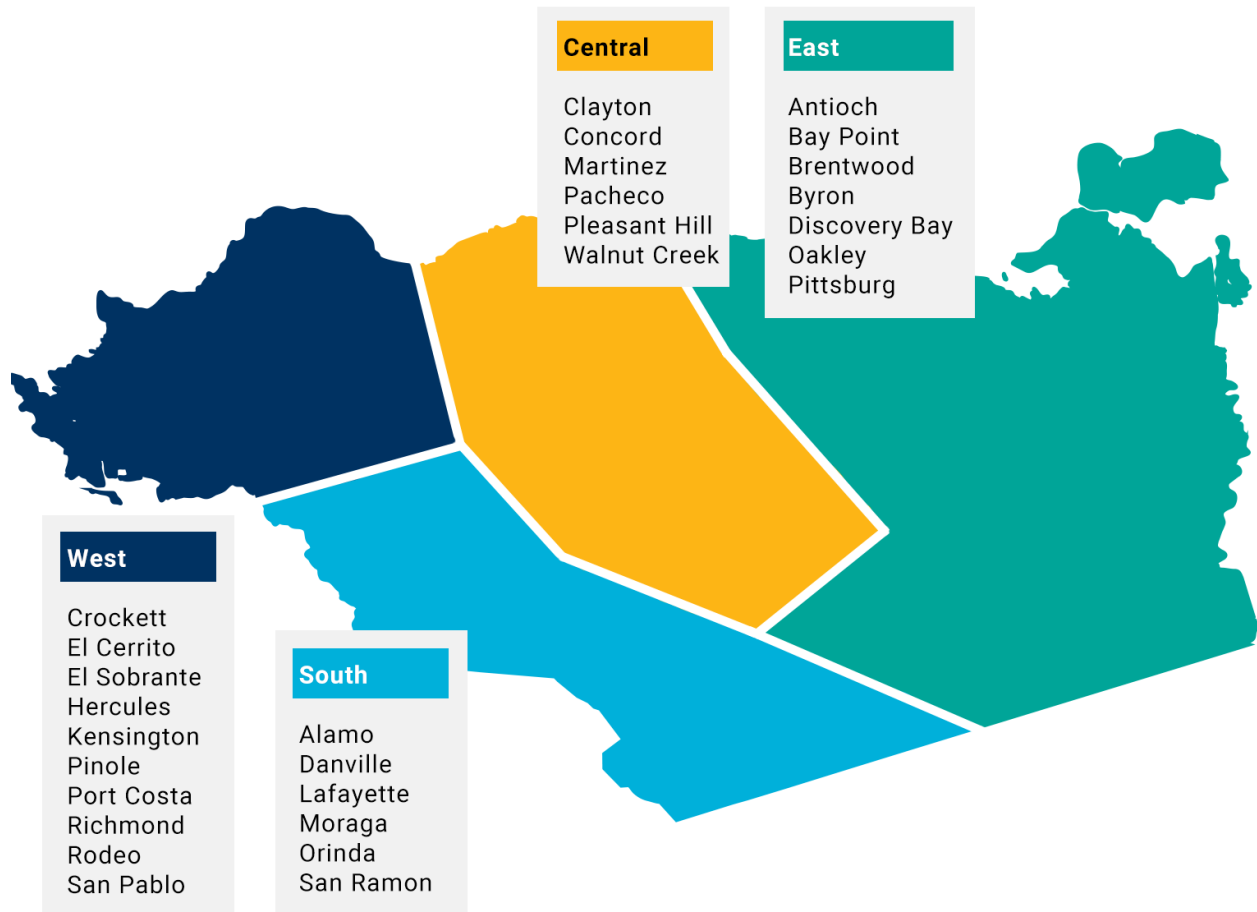 Central
Clayton
Concord
Martinez
Pacheco
Pleasant Hill
Walnut Creek
East
Antioch
Bay Point
Brentwood
Byron
Discovery Bay
Oakley
Pittsburg
West
Crockett
El Cerrito
El Sobrante
Hercules
Kensington
Pinole
Port Costa
Richmond
Rodeo
San Pablo
South
Alamo
Danville
Lafayette
Moraga
Orinda
San Ramon